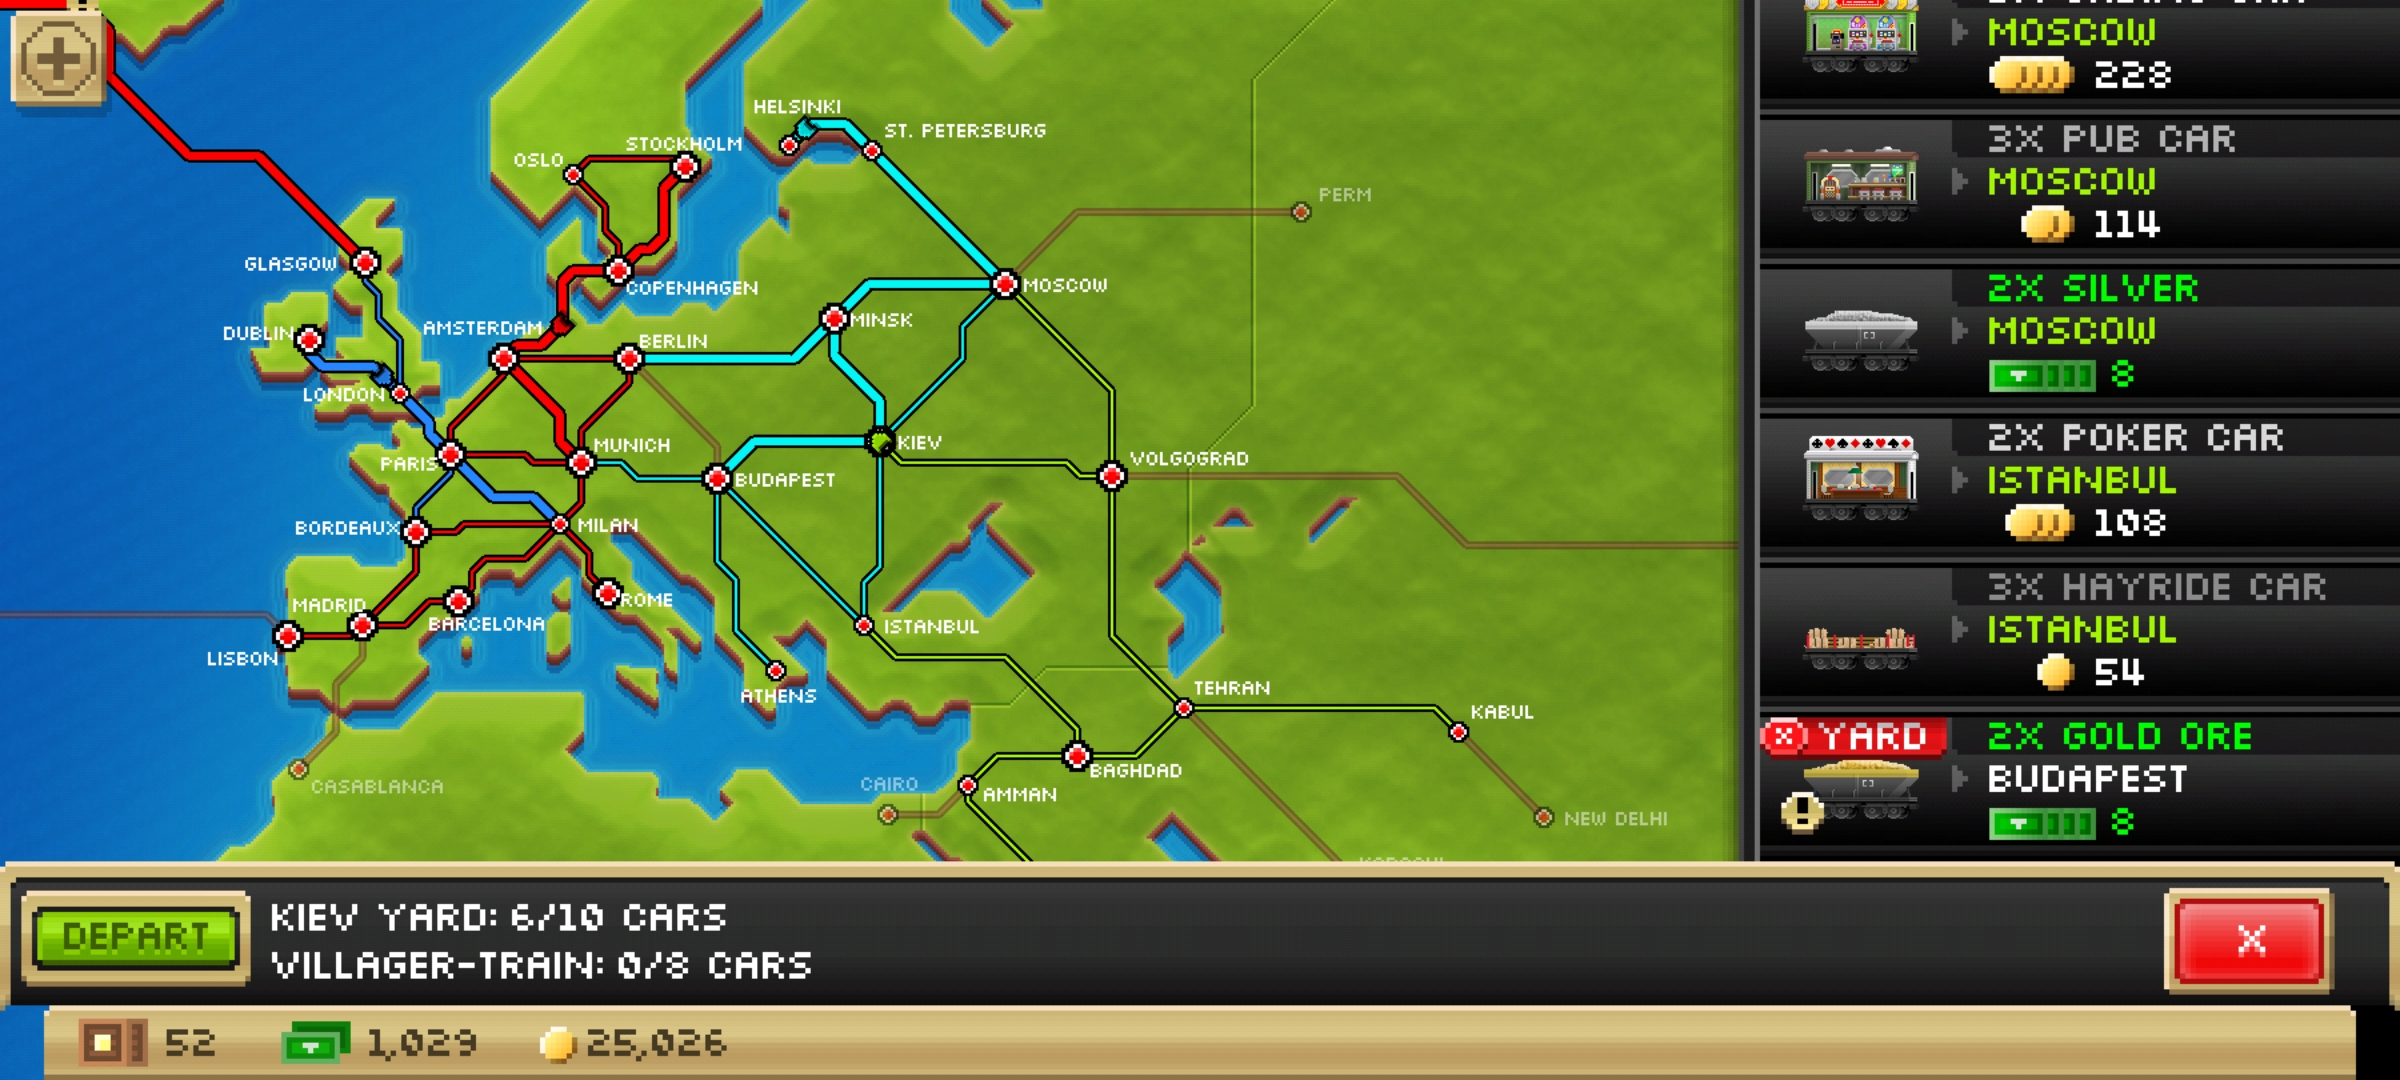 HELSINKI
ST. PETERSBURG
STOCKHOLM
OSLO
PERM
GLASGOW
COPENHAGEN
MOSCOW
DUBLIN
AMSTERDAM
BERLIN
MINSK
LONDON
PARIS
MUNICH
KIEV
BUDAPEST
VOLGOGRAD
BORDEAUX
MILAN
MADRID
BARCELONA
ROME
ISTANBUL
LISBON
ATHENS
TEHRAN
KABUL
CASABLANCA
CAIRO
AMMAN
BAGHDAD
NEW DELHI
MOSCOW
228
3X PUB CAR
MOSCOW
114
2X SILVER
MOSCOW
8
2X POKER CAR
ISTANBUL
108
3X HAYRIDE CAR
ISTANBUL
54
X YARD
2X GOLD ORE
BUDAPEST
! 8
DEPART
KIEV YARD: 6/10 CARS
VILLAGER-TRAIN: 0/8 CARS
X
52 1,029 25,026